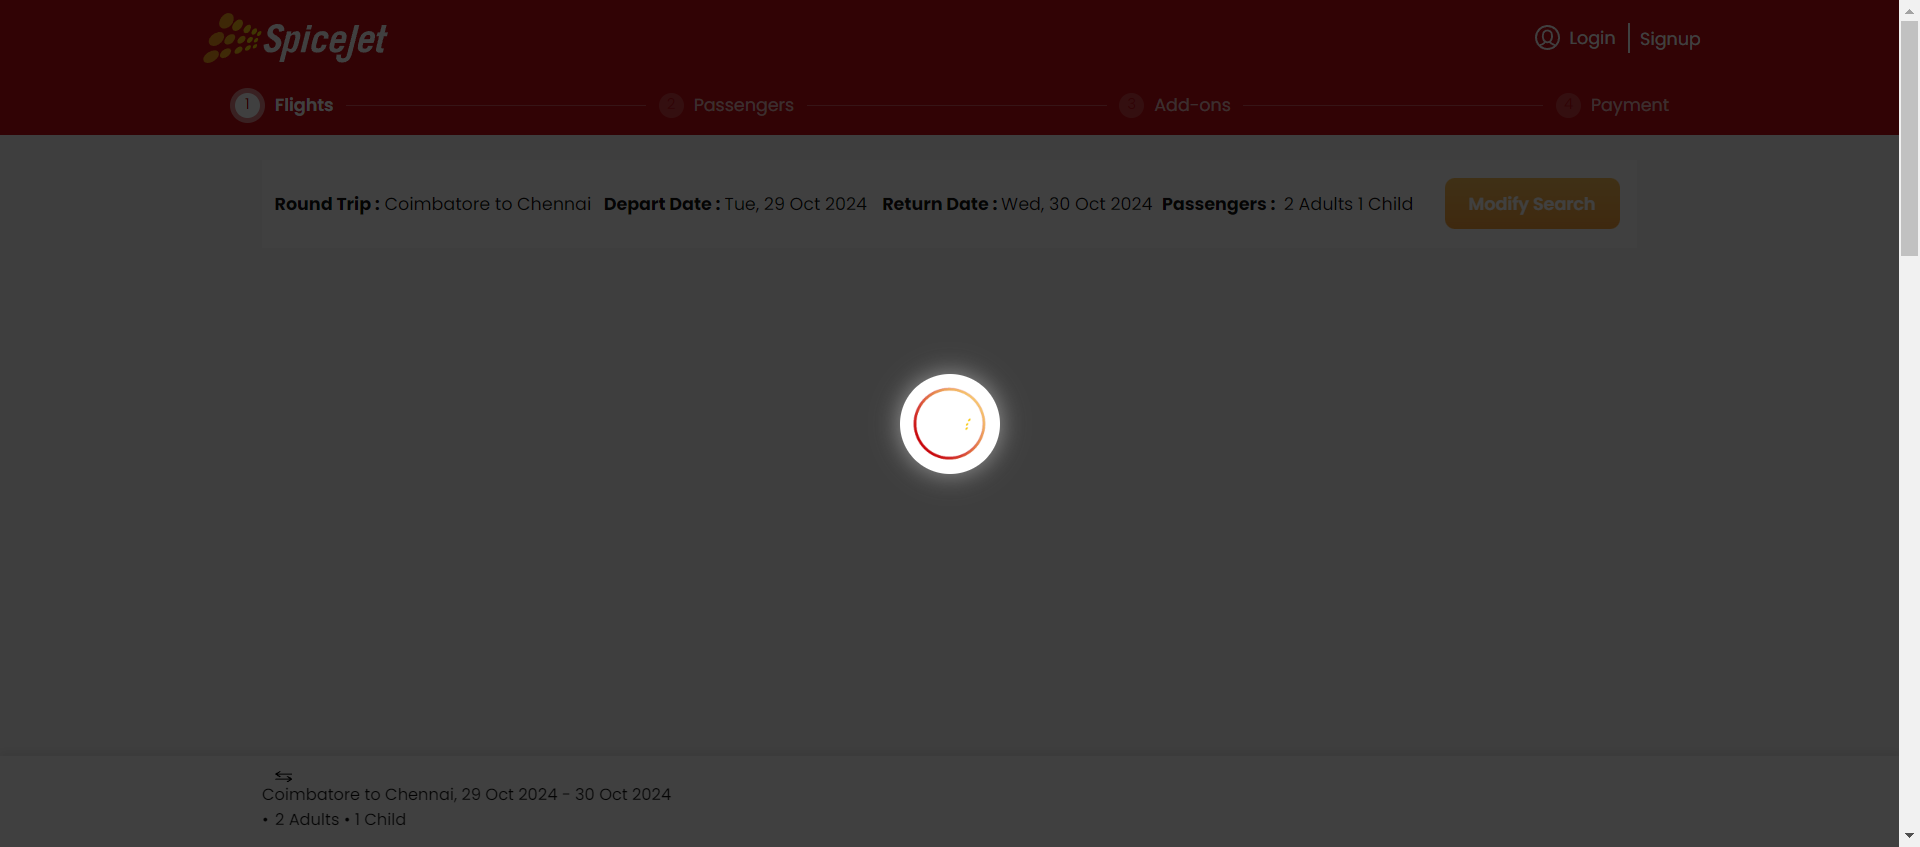 SpiceJet
Login
Signup
1 Flights
2 Passengers
3 Add-ons
4 Payment
Round Trip : Coimbatore to Chennai Depart Date : Tue, 29 Oct 2024 Return Date : Wed, 30 Oct 2024 Passengers : 2 Adults 1 Child
Modify Search
Coimbatore to Chennai, 29 Oct 2024 - 30 Oct 2024
• 2 Adults • 1 Child